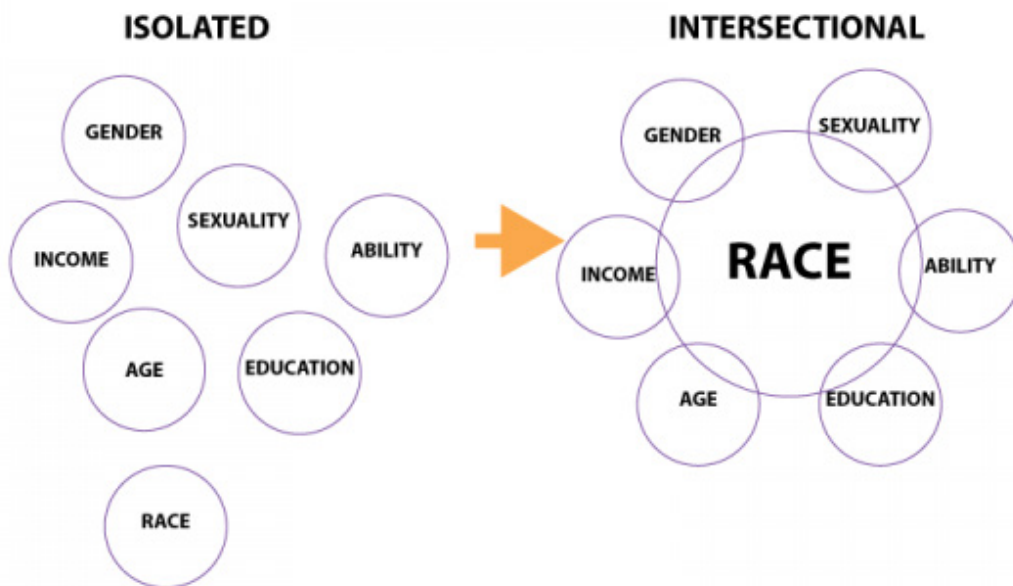 ISOLATED
GENDER
SEXUALITY
ABILITY
INCOME
AGE
EDUCATION
RACE
INTERSECTIONAL
GENDER
SEXUALITY
INCOME
RACE
ABILITY
AGE
EDUCATION